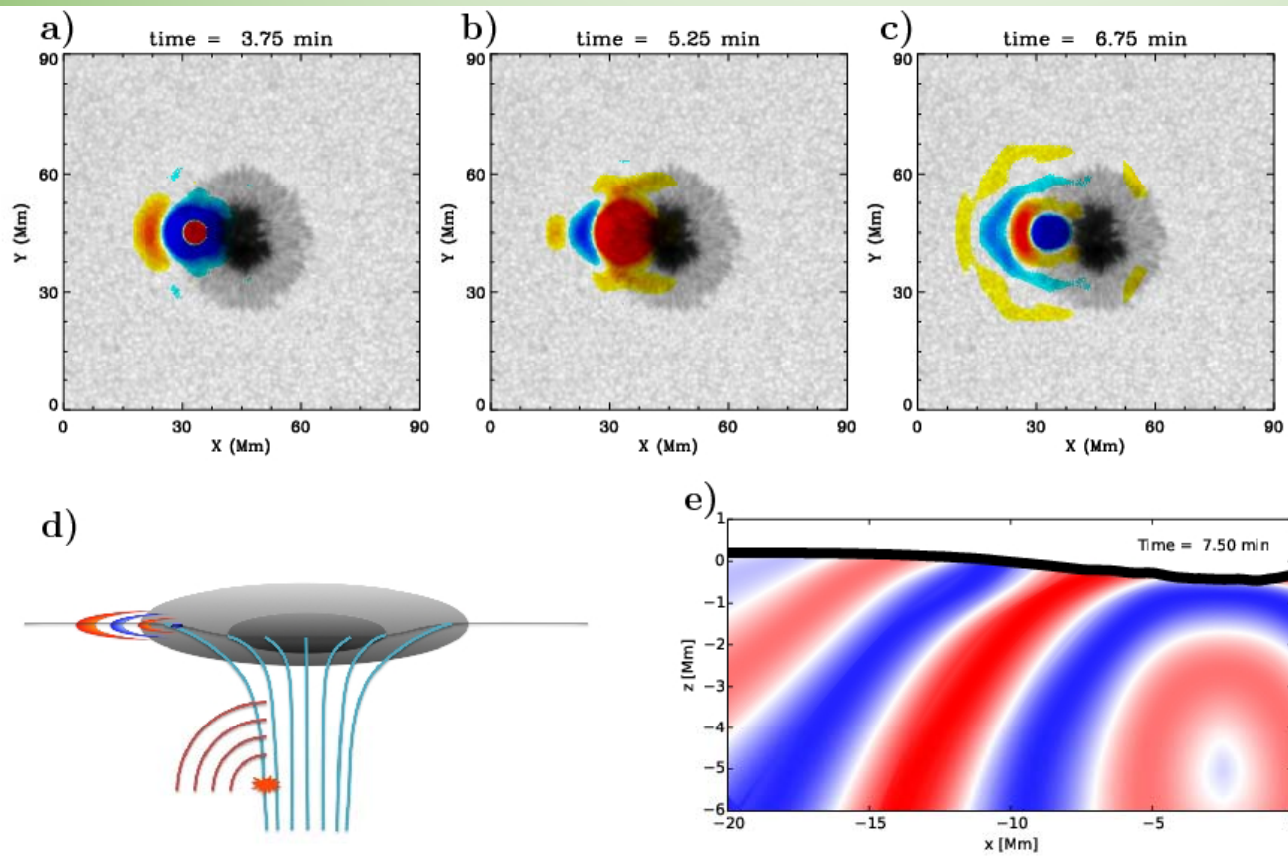 a)
time = 3.75 min
90
60
30
0
Y (Mm)
0 30 60 90
X (Mm)
b)
time = 5.25 min
90
60
30
0
Y (Mm)
0 30 60 90
X (Mm)
c)
time = 6.75 min
90
60
30
0
Y (Mm)
0 30 60 90
X (Mm)
d)
e)
Time = 7.50 min
1
0
−1
−2
−3
−4
−5
−6
z [Mm]
−20 −15 −10 −5
x [Mm]